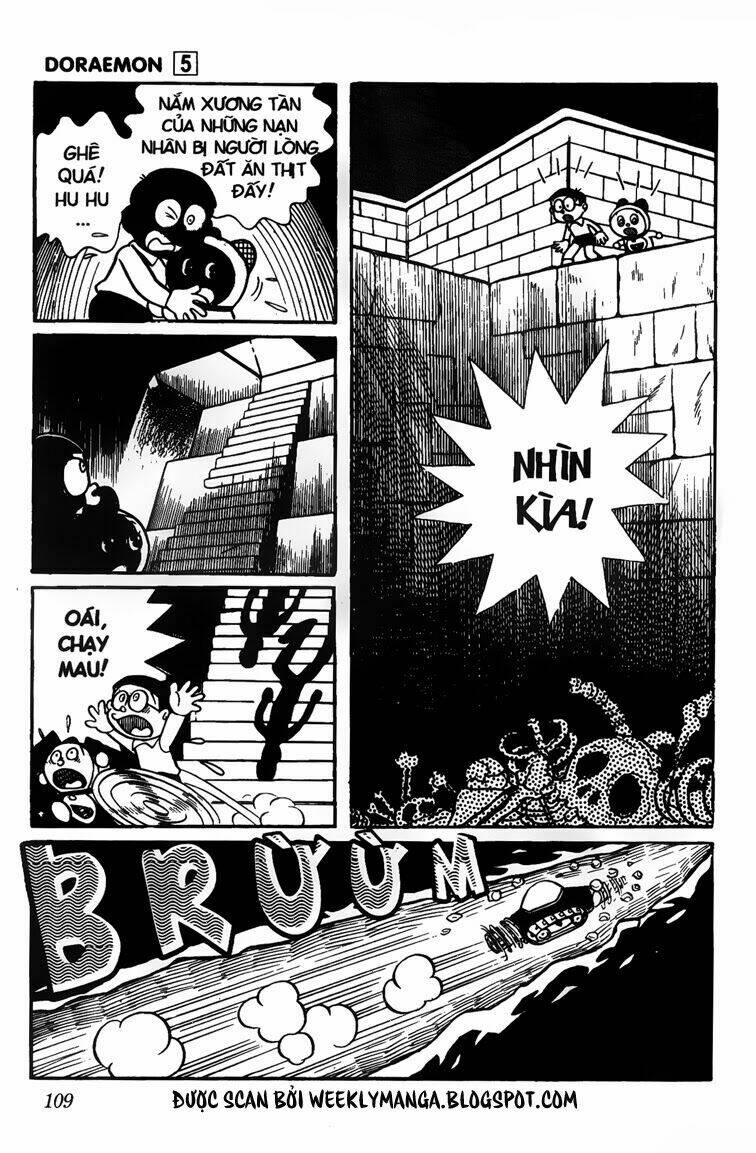 DORAEMON 5
NHÌN
KÌA!
NẮM XƯƠNG TÀN
CỦA NHỮNG NẠN
NHÂN BỊ NGƯỜI LÒNG
ĐẤT ĂN THỊT
ĐẤY!
GHÊ
QUÁ!
HU HU
...
OÁI,
CHẠY
MAU!
BRỪỪM
109
ĐƯỢC SCAN BỞI WEEKLYMANGA.BLOGSPOT.COM